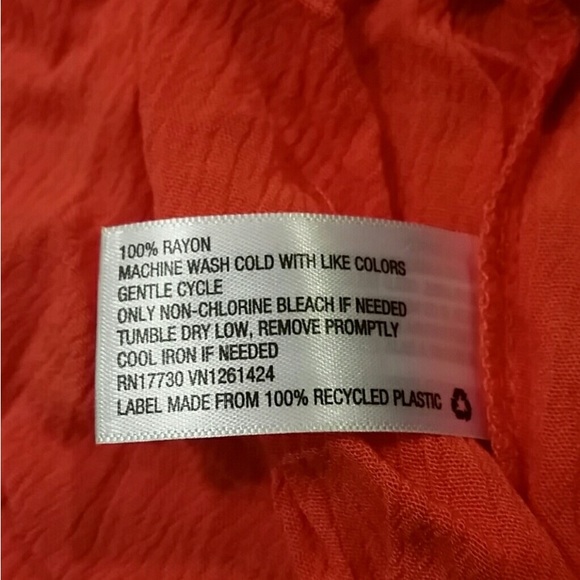 100% RAYON
MACHINE WASH COLD WITH LIKE COLORS
GENTLE CYCLE
ONLY NON-CHLORINE BLEACH IF NEEDED
TUMBLE DRY LOW, REMOVE PROMPTLY
COOL IRON IF NEEDED
RN17730 VN1261424
LABEL MADE FROM 100% RECYCLED PLASTIC